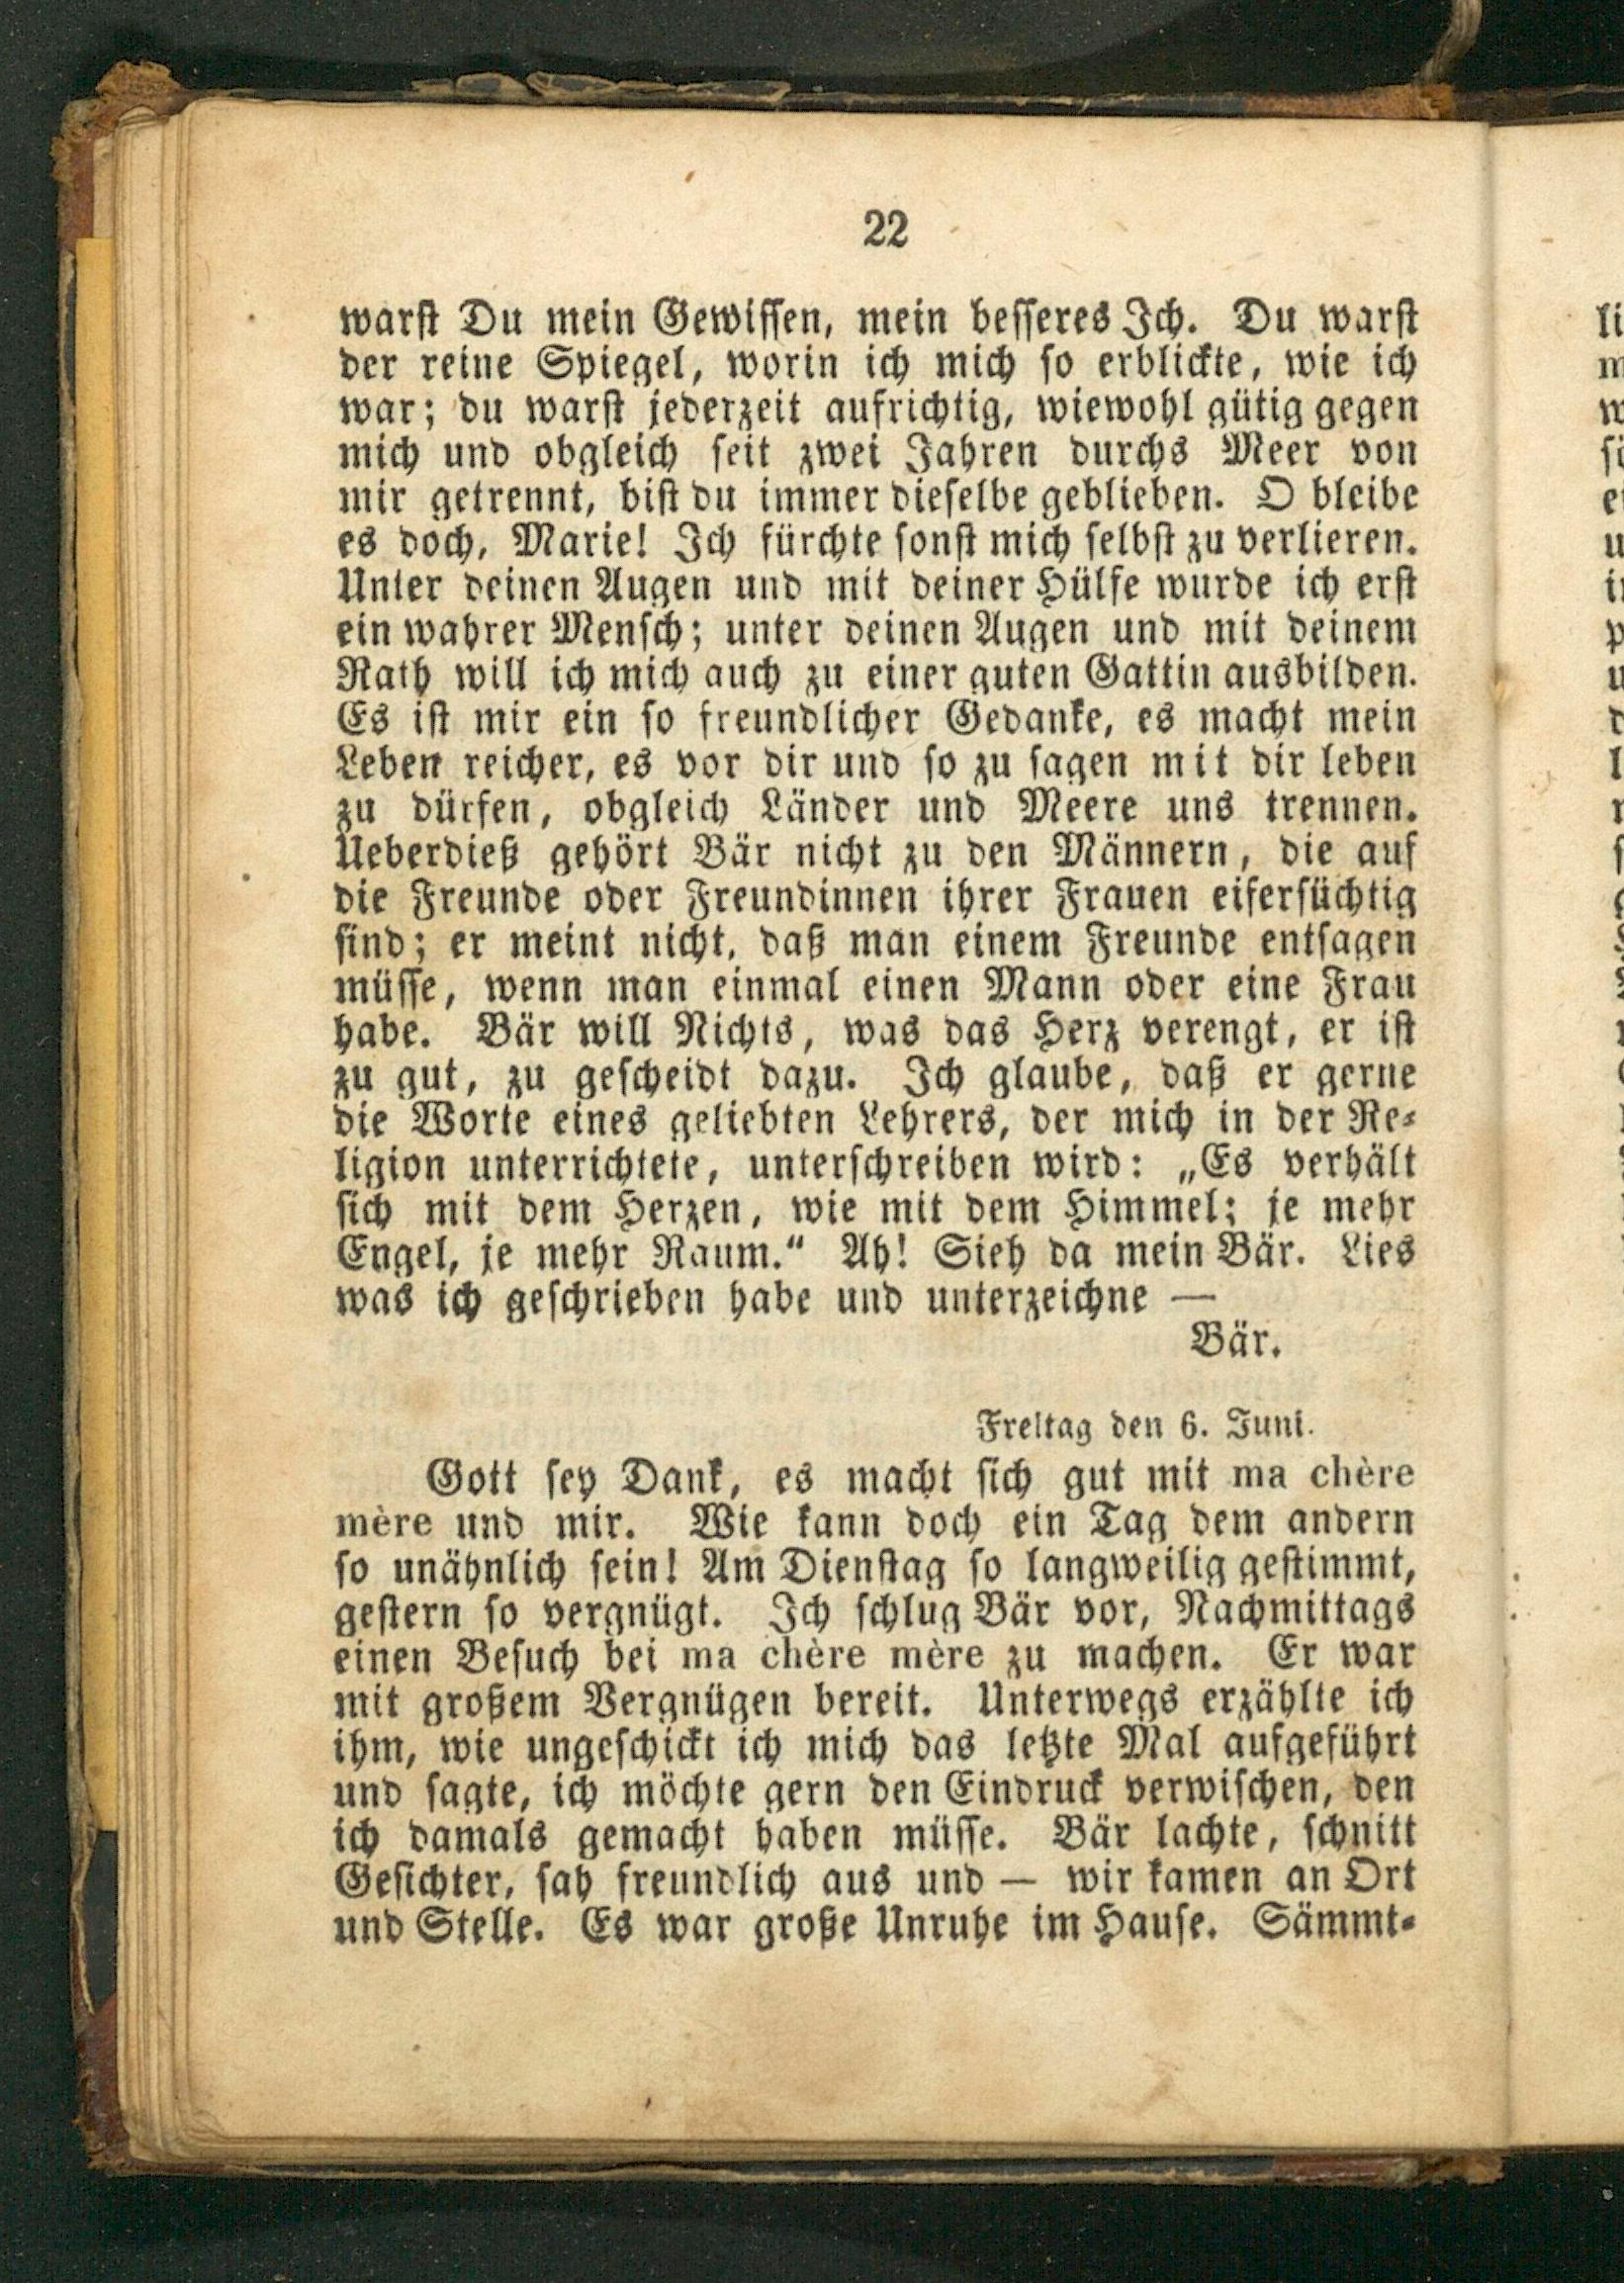 22
warst Du mein Gewissen, mein besseres Ich. Du warst
der reine Spiegel, worin ich mich so erblickte, wie ich
war; du warst jederzeit aufrichtig, wiewohl gütig gegen
mich und obgleich seit zwei Jahren durchs Meer von
mir getrennt, bist du immer dieselbe geblieben. O bleibe
es doch, Marie! Ich fürchte sonst mich selbst zu verlieren.
Unter deinen Augen und mit deiner Hülfe wurde ich erst
ein wahrer Mensch; unter deinen Augen und mit deinem
Rath will ich mich auch zu einer guten Gattin ausbilden.
Es ist mir ein so freundlicher Gedanke, es macht mein
Leben reicher, es vor dir und so zu sagen mit dir leben
zu dürfen, obgleich Länder und Meere uns trennen.
Ueberdieß gehört Bär nicht zu den Männern, die auf
die Freunde oder Freundinnen ihrer Frauen eifersüchtig
sind; er meint nicht, daß man einem Freunde entsagen
müsse, wenn man einmal einen Mann oder eine Frau
habe. Bär will Nichts, was das Herz verengt, er ist
zu gut, zu gescheidt dazu. Ich glaube, daß er gerne
die Worte eines geliebten Lehrers, der mich in der Re-
ligion unterrichtete, unterschreiben wird: „Es verhält
sich mit dem Herzen, wie mit dem Himmel; je mehr
Engel, je mehr Raum.“ Ah! Sieh da mein Bär. Lies
was ich geschrieben habe und unterzeichne —
Bär.
Freitag den 6. Juni.
Gott sey Dank, es macht sich gut mit ma chère
mère und mir. Wie kann doch ein Tag dem andern
so unähnlich sein! Am Dienstag so langweilig gestimmt,
gestern so vergnügt. Ich schlug Bär vor, Nachmittags
einen Besuch bei ma chère mère zu machen. Er war
mit großem Vergnügen bereit. Unterwegs erzählte ich
ihm, wie ungeschickt ich mich das letzte Mal aufgeführt
und sagte, ich möchte gern den Eindruck verwischen, den
ich damals gemacht haben müsse. Bär lachte, schnitt
Gesichter, sah freundlich aus und — wir kamen an Ort
und Stelle. Es war große Unruhe im Hause. Sämmt-